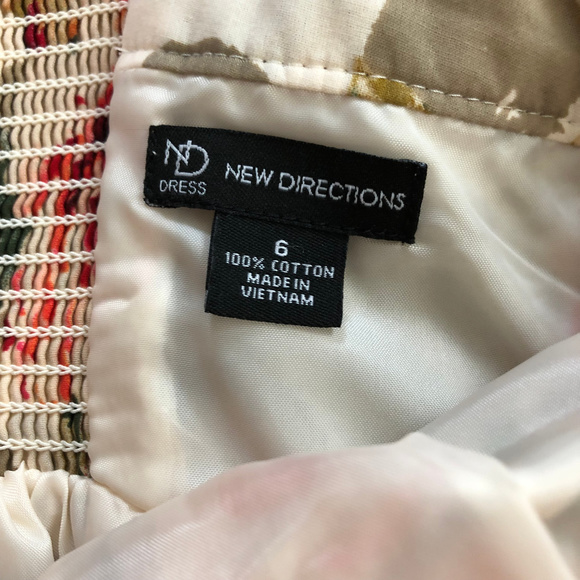 ND
DRESS
NEW DIRECTIONS
6
100% COTTON
MADE IN
VIETNAM